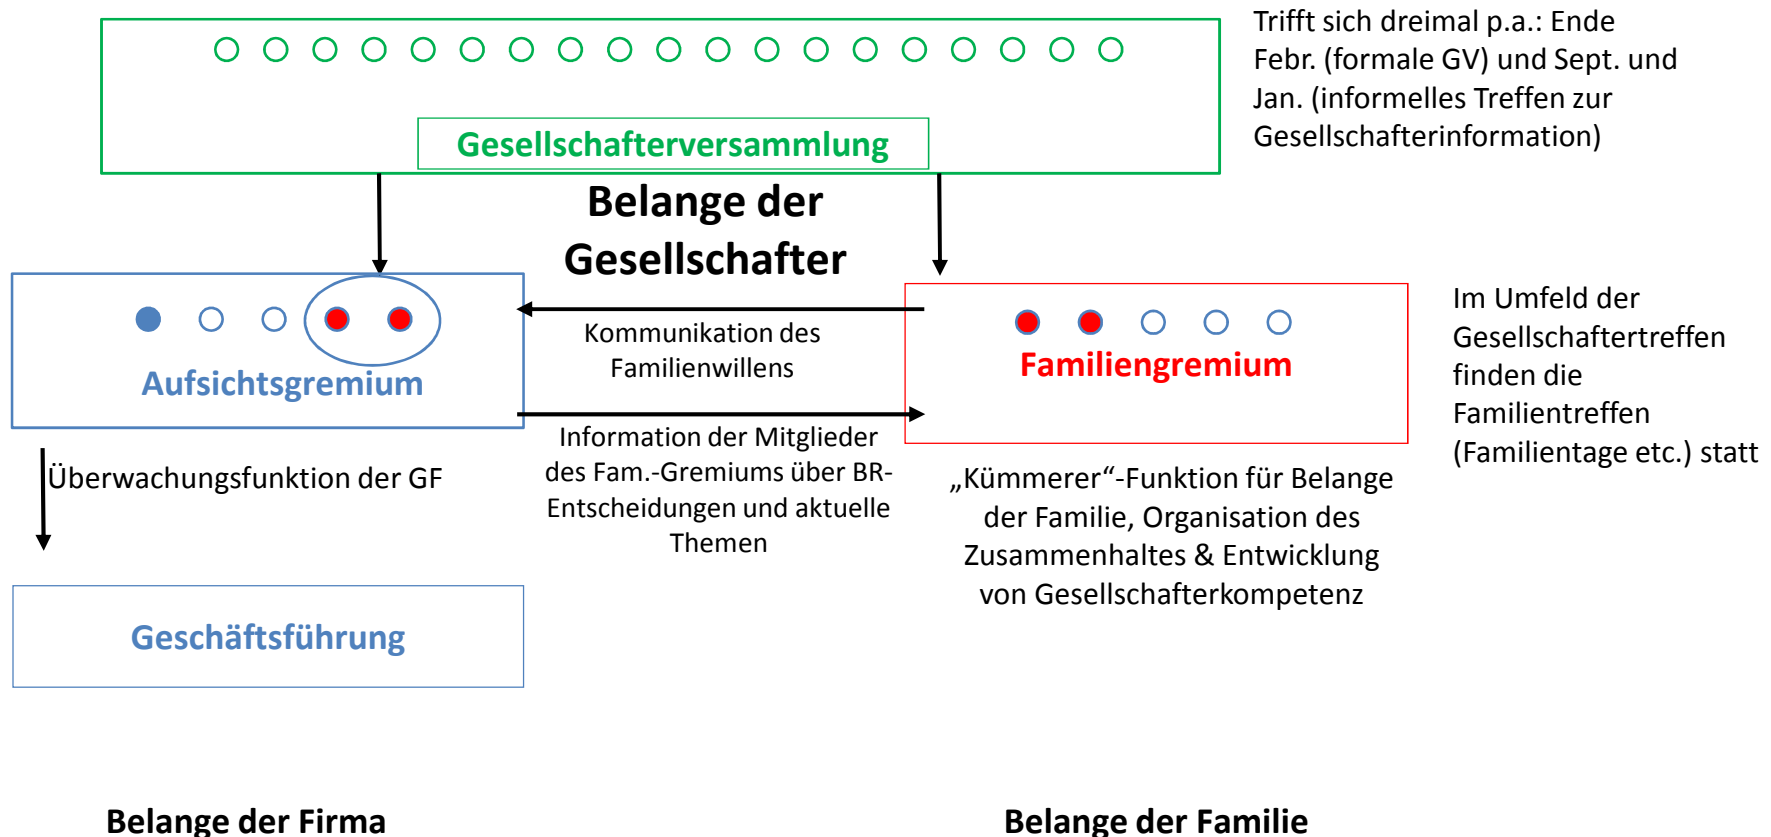 Trifft sich dreimal p.a.: Ende
Febr. (formale GV) und Sept. und
Jan. (informelles Treffen zur
Gesellschafterinformation)
Gesellschafterversammlung
Belange der
Gesellschafter
Aufsichtsgremium
Kommunikation des
Familienwillens
Familiengremium
Im Umfeld der
Gesellschaftertreffen
finden die
Familientreffen
(Familientage etc.) statt
Überwachungsfunktion der GF
Information der Mitglieder
des Fam.-Gremiums über BR-
Entscheidungen und aktuelle
Themen
„Kümmerer“-Funktion für Belange
der Familie, Organisation des
Zusammenhaltes & Entwicklung
von Gesellschafterkompetenz
Geschäftsführung
Belange der Firma
Belange der Familie